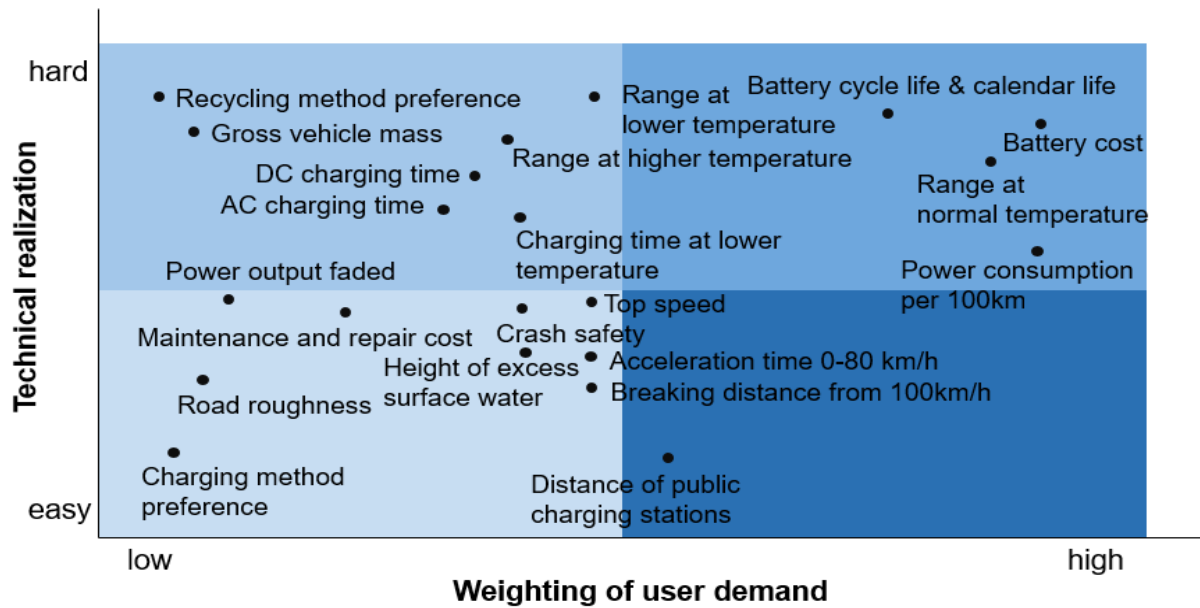 hard
Battery cycle life & calendar life
Recycling method preference
Range at
lower temperature
Gross vehicle mass
Battery cost
Range at higher temperature
DC charging time
Range at
normal temperature
AC charging time
Charging time at lower
temperature
Power output faded
Power consumption
per 100km
Top speed
Maintenance and repair cost
Crash safety
Height of excess
surface water
Acceleration time 0-80 km/h
Breaking distance from 100km/h
Road roughness
Charging method
preference
Distance of public
charging stations
easy
Technical realization
low
high
Weighting of user demand